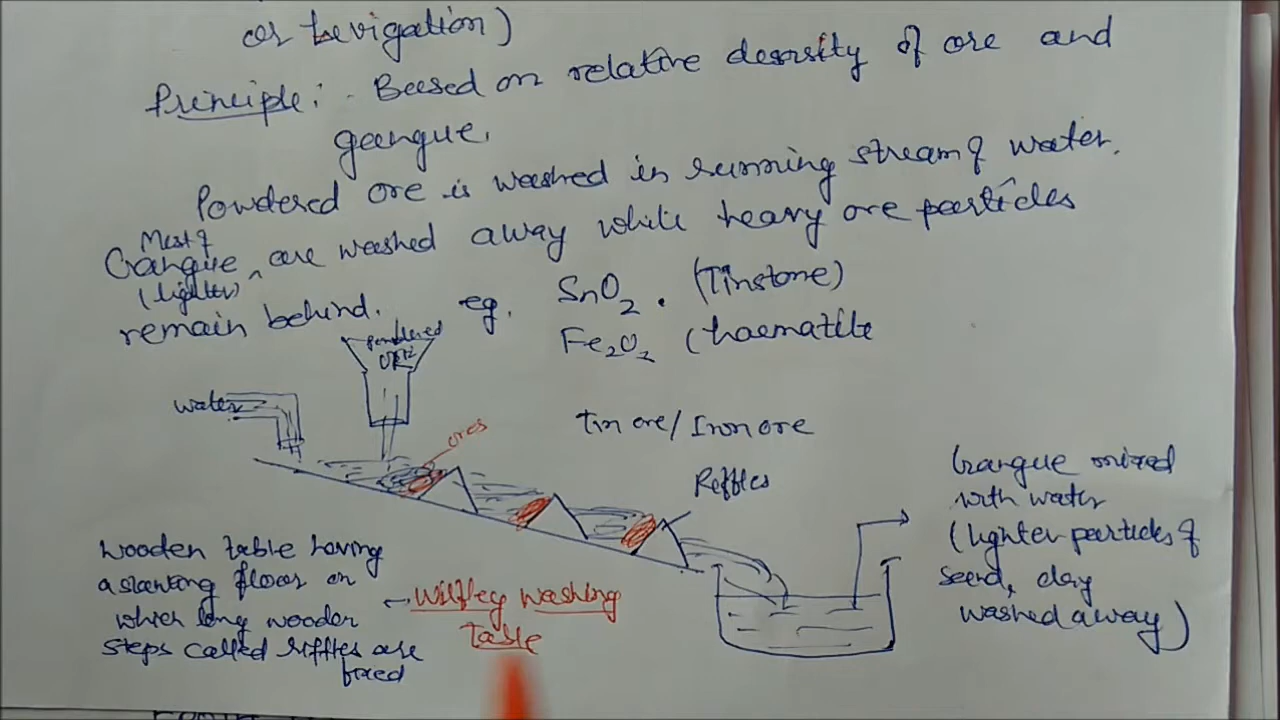 or Levigation)
Principle:- Based on relative density of ore and
gangue.
Powdered ore is washed in running stream of water.
Most of
Gangue are washed away while heavy ore particles
(lighter)
remain behind. eg. SnO2. (Tinstone)
Fe2O2 (haematite
powdered
ORE
water
ores
Tin ore/ Iron ore
Riffles
Gangue mixed
with water
(lighter particles of
sand, clay
washed away)
Wooden table having
a slanting floor on
which long wooden
steps called riffles are
fixed
Wilfley washing
table